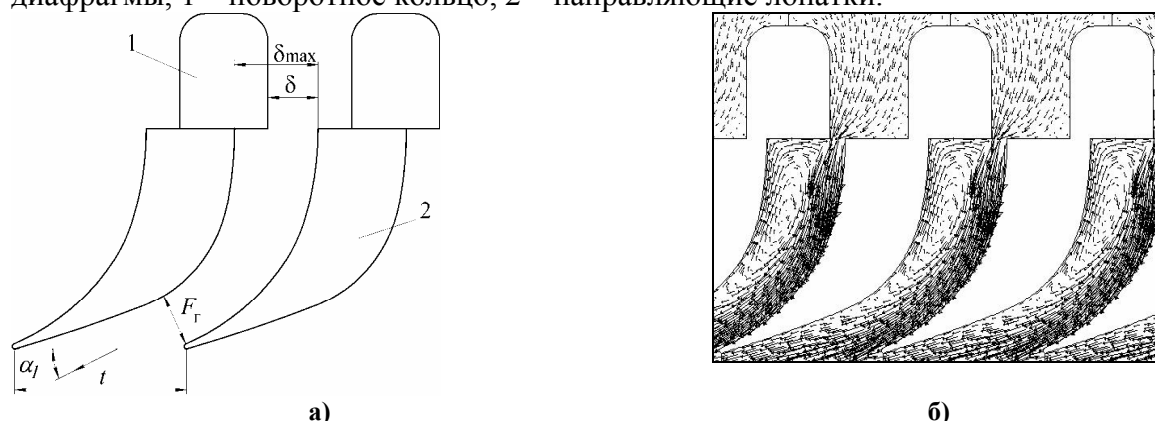 диафрагмы, 1 – поворотное кольцо, 2 – направляющие лопатки.
1
δmax
δ
2
Fг
α1
t
а)
б)